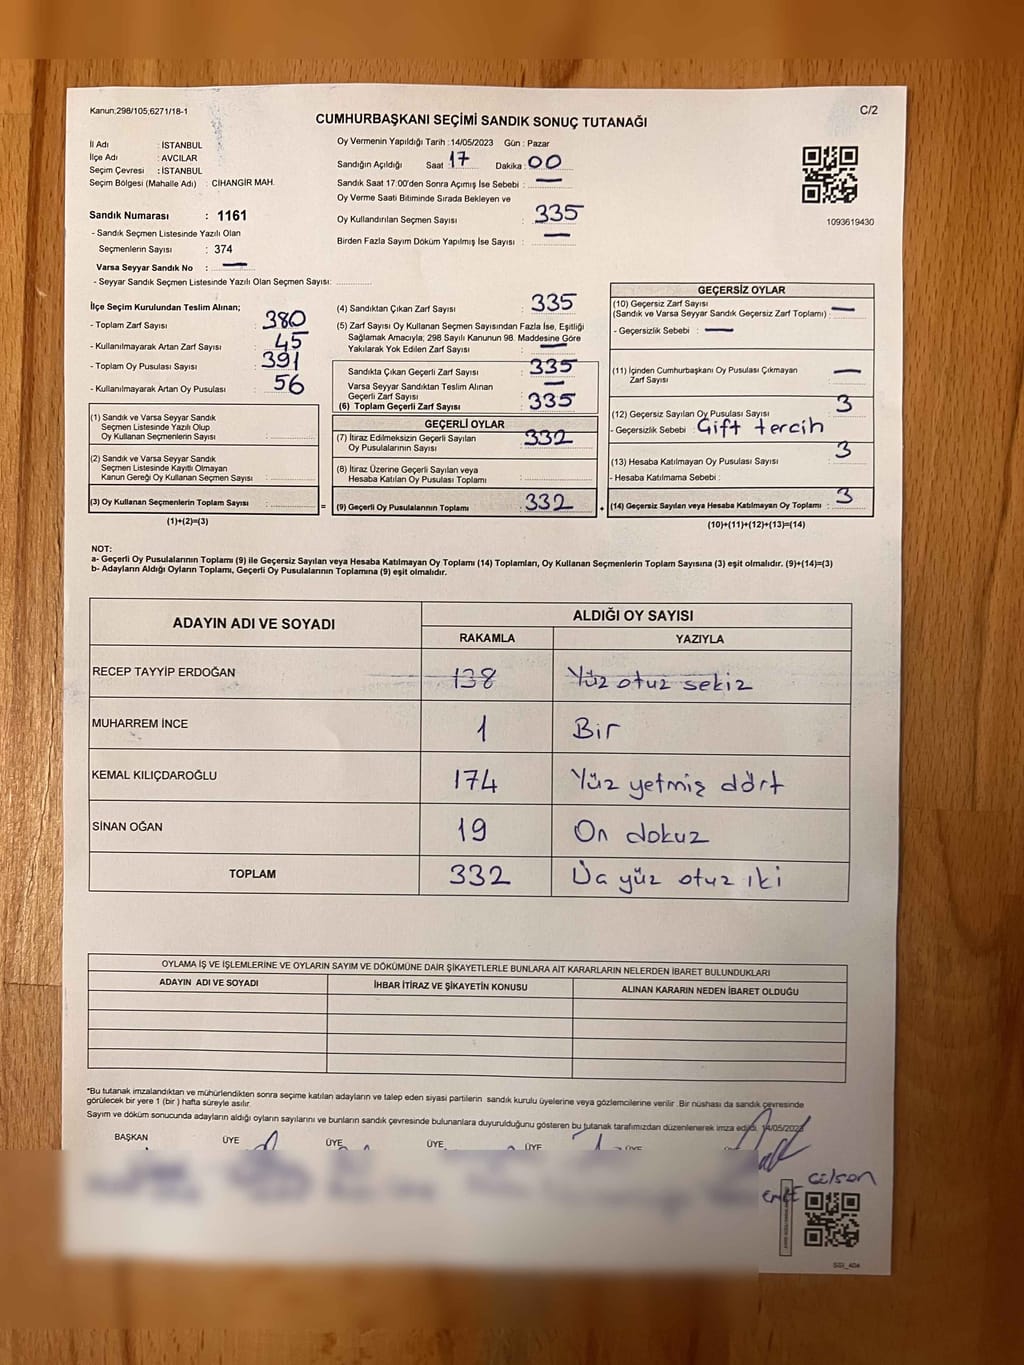 Kanun;298/105;6271/18-1
C/2
CUMHURBAŞKANI SEÇİMİ SANDIK SONUÇ TUTANAĞI
İl Adı : İSTANBUL
İlçe Adı : AVCILAR
Seçim Çevresi : İSTANBUL
Seçim Bölgesi (Mahalle Adı) : CİHANGİR MAH.
Sandık Numarası : 1161
- Sandık Seçmen Listesinde Yazılı Olan
Seçmenlerin Sayısı : 374
Varsa Seyyar Sandık No : —
- Seyyar Sandık Seçmen Listesinde Yazılı Olan Seçmen Sayısı: ............
Oy Vermenin Yapıldığı Tarih : 14/05/2023 Gün : Pazar
Sandığın Açıldığı Saat 17 Dakika : 00
Sandık Saat 17:00'den Sonra Açımış İse Sebebi : —
Oy Verme Saati Bitiminde Sırada Bekleyen ve
Oy Kullandırılan Seçmen Sayısı : 335
Birden Fazla Sayım Döküm Yapılmış İse Sayısı : —
1093619430
İlçe Seçim Kurulundan Teslim Alınan;
- Toplam Zarf Sayısı : 380
- Kullanılmayarak Artan Zarf Sayısı : 45
- Toplam Oy Pusulası Sayısı : 391
- Kullanılmayarak Artan Oy Pusulası : 56
(1) Sandık ve Varsa Seyyar Sandık
Seçmen Listesinde Yazılı Olup
Oy Kullanan Seçmenlerin Sayısı : ............
(2) Sandık ve Varsa Seyyar Sandık
Seçmen Listesinde Kayıtlı Olmayan
Kanun Gereği Oy Kullanan Seçmen Sayısı : ............
(3) Oy Kullanan Seçmenlerin Toplam Sayısı : ............
(1)+(2)=(3)
(4) Sandıktan Çıkan Zarf Sayısı : 335
(5) Zarf Sayısı Oy Kullanan Seçmen Sayısından Fazla İse, Eşitliği
Sağlamak Amacıyla; 298 Sayılı Kanunun 98. Maddesine Göre
Yakılarak Yok Edilen Zarf Sayısı : —
Sandıkta Çıkan Geçerli Zarf Sayısı : 335
Varsa Seyyar Sandıktan Teslim Alınan
Geçerli Zarf Sayısı : —
(6) Toplam Geçerli Zarf Sayısı : 335
GEÇERLİ OYLAR
(7) İtiraz Edilmeksizin Geçerli Sayılan
Oy Pusulalarının Sayısı : 332
(8) İtiraz Üzerine Geçerli Sayılan veya
Hesaba Katılan Oy Pusulası Toplamı : ............
= (9) Geçerli Oy Pusulalarının Toplamı : 332
GEÇERSİZ OYLAR
(10) Geçersiz Zarf Sayısı
(Sandık ve Varsa Seyyar Sandık Geçersiz Zarf Toplamı) : —
- Geçersizlik Sebebi : —
(11) İçinden Cumhurbaşkanı Oy Pusulası Çıkmayan
Zarf Sayısı —
(12) Geçersiz Sayılan Oy Pusulası Sayısı : 3
- Geçersizlik Sebebi : Çift tercih
(13) Hesaba Katılmayan Oy Pusulası Sayısı : 3
- Hesaba Katılmama Sebebi :
+ (14) Geçersiz Sayılan veya Hesaba Katılmayan Oy Toplamı : 3
(10)+(11)+(12)+(13)=(14)
NOT:
a- Geçerli Oy Pusulalarının Toplamı (9) ile Geçersiz Sayılan veya Hesaba Katılmayan Oy Toplamı (14) Toplamları, Oy Kullanan Seçmenlerin Toplam Sayısına (3) eşit olmalıdır. (9)+(14)=(3)
b- Adayların Aldığı Oyların Toplamı, Geçerli Oy Pusulalarının Toplamına (9) eşit olmalıdır.
ADAYIN ADI VE SOYADI ALDIĞI OY SAYISI
RAKAMLA YAZIYLA
RECEP TAYYİP ERDOĞAN 138 Yüz otuz sekiz
MUHARREM İNCE 1 Bir
KEMAL KILIÇDAROĞLU 174 Yüz yetmiş dört
SİNAN OĞAN 19 On dokuz
TOPLAM 332 Üç yüz otuz iki
OYLAMA İŞ VE İŞLEMLERİNE VE OYLARIN SAYIM VE DÖKÜMÜNE DAİR ŞİKAYETLERLE BUNLARA AİT KARARLARIN NELERDEN İBARET BULUNDUKLARI
ADAYIN ADI VE SOYADI İHBAR İTİRAZ VE ŞİKAYETİN KONUSU ALINAN KARARIN NEDEN İBARET OLDUĞU
*Bu tutanak imzalandıktan ve mühürlendikten sonra seçime katılan adayların ve talep eden siyasi partilerin sandık kurulu üyelerine veya gözlemcilerine verilir. Bir nüshası da sandık çevresinde
görülecek bir yere 1 (bir ) hafta süreyle asılır.
Sayım ve döküm sonucunda adayların aldığı oyların sayılarını ve bunların sandık çevresinde bulunanlara duyurulduğunu gösteren bu tutanak tarafımızdan düzenlenerek imza edildi. 14/05/2023
BAŞKAN ÜYE ÜYE ÜYE ÜYE ÜYE